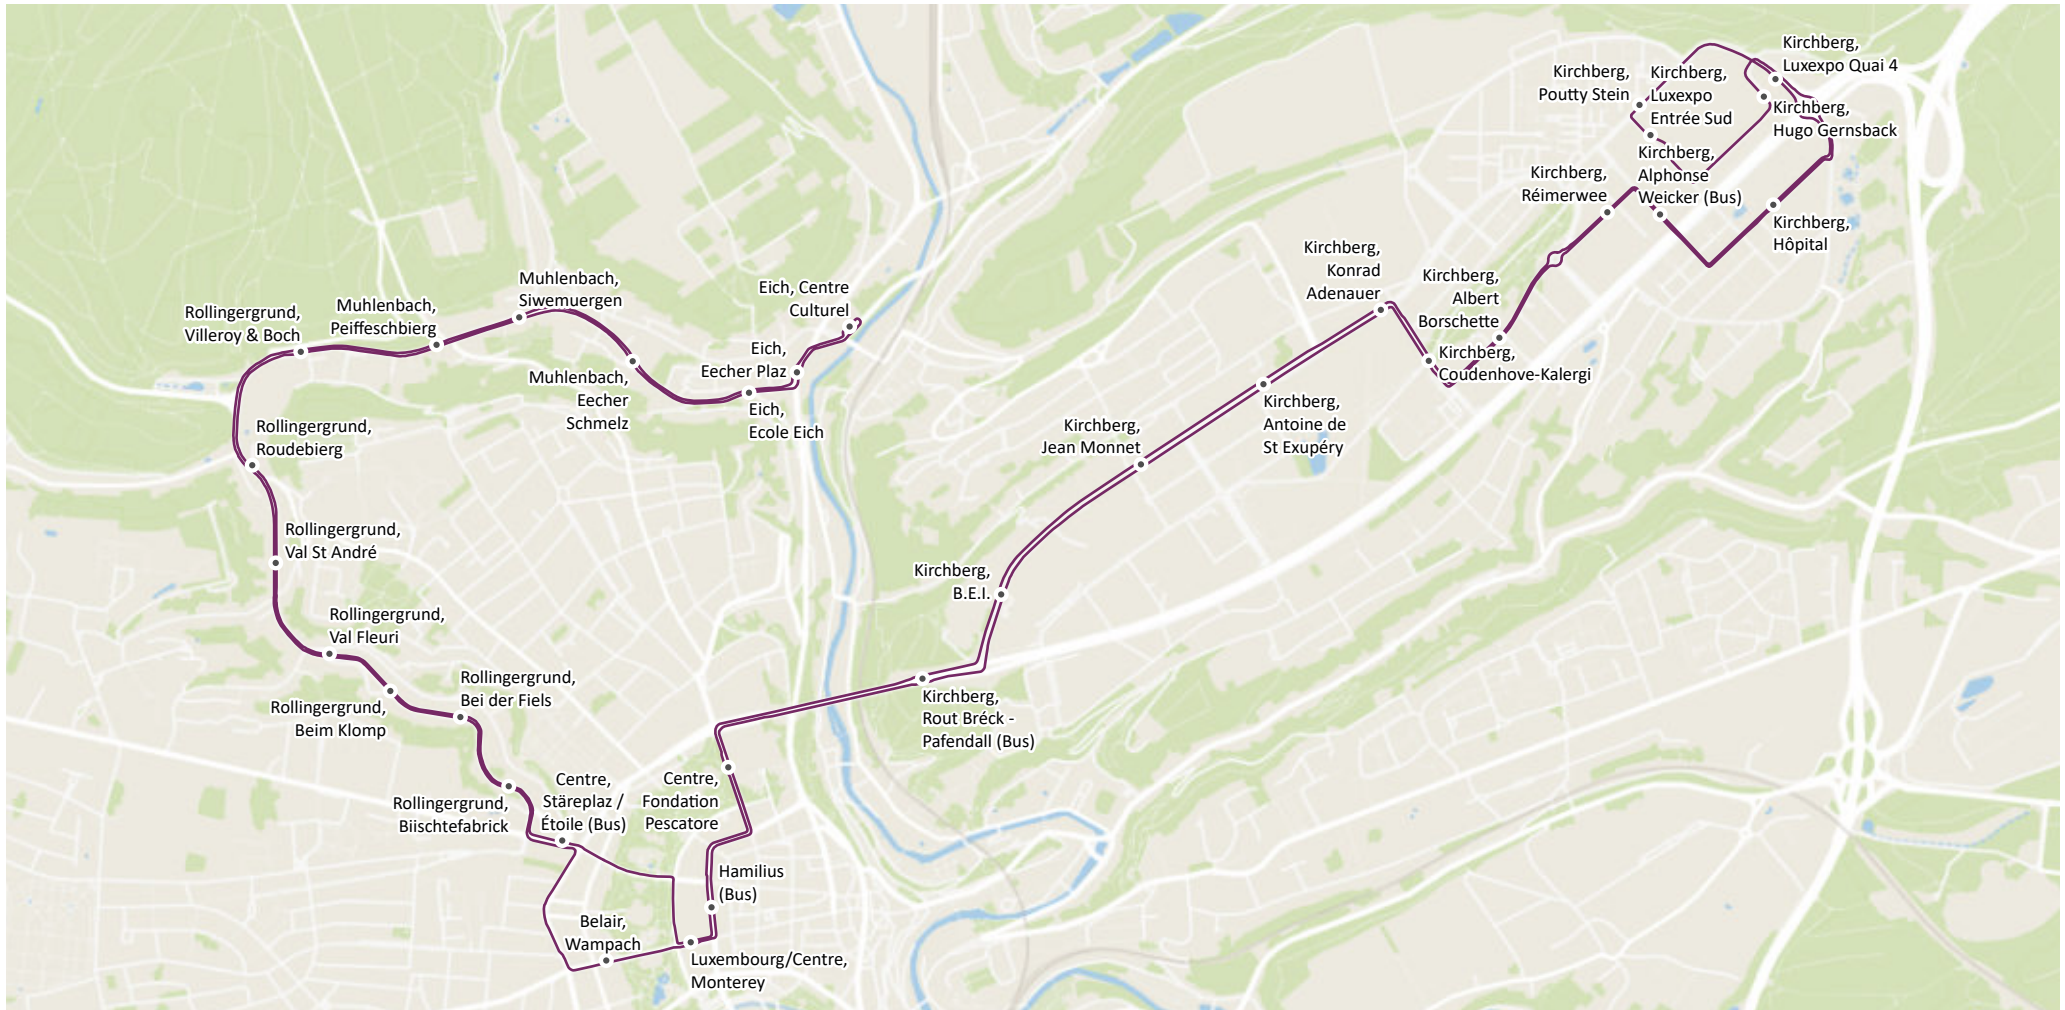 Kirchberg,
Luxexpo Quai 4
Kirchberg,
Poutty Stein
Kirchberg,
Luxexpo
Entrée Sud
Kirchberg,
Hugo Gernsback
Kirchberg,
Alphonse
Weicker (Bus)
Kirchberg,
Réimerwee
Kirchberg,
Hôpital
Kirchberg,
Konrad
Adenauer
Kirchberg,
Albert
Borschette
Kirchberg,
Coudenhove-Kalergi
Kirchberg,
Antoine de
St Exupéry
Kirchberg,
Jean Monnet
Kirchberg,
B.E.I.
Kirchberg,
Rout Bréck -
Pafendall (Bus)
Eich, Centre
Culturel
Eich,
Eecher Plaz
Eich,
Ecole Eich
Muhlenbach,
Siwemuergen
Muhlenbach,
Eecher
Schmelz
Muhlenbach,
Peiffeschbierg
Rollingergrund,
Villeroy & Boch
Rollingergrund,
Roudebierg
Rollingergrund,
Val St André
Rollingergrund,
Val Fleuri
Rollingergrund,
Beim Klomp
Rollingergrund,
Bei der Fiels
Rollingergrund,
Biischtefabrick
Centre,
Stäreplaz /
Étoile (Bus)
Centre,
Fondation
Pescatore
Hamilius
(Bus)
Belair,
Wampach
Luxembourg/Centre,
Monterey